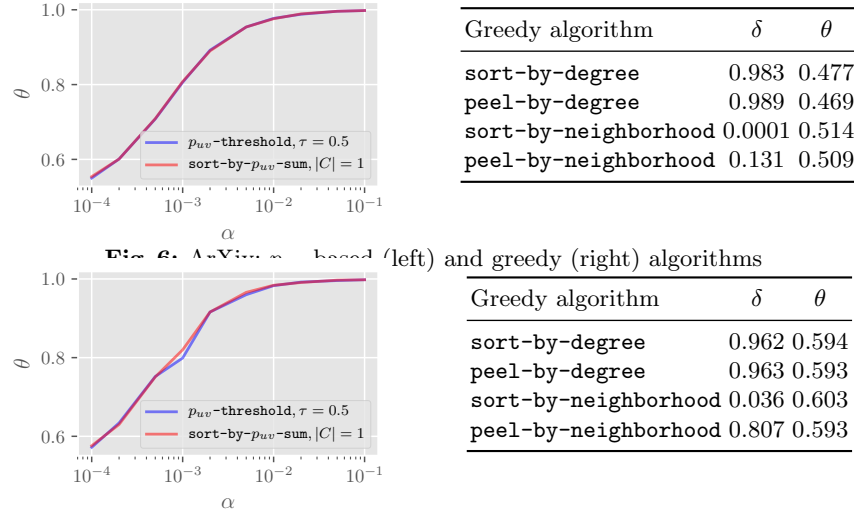 1.0
0.8
0.6
θ
p_uv-threshold, τ = 0.5
sort-by-p_uv-sum, |C| = 1
10⁻⁴ 10⁻³ 10⁻² 10⁻¹
α
Greedy algorithm δ θ
sort-by-degree 0.983 0.477
peel-by-degree 0.989 0.469
sort-by-neighborhood 0.0001 0.514
peel-by-neighborhood 0.131 0.509
Fig. 6: ArXiv: based (left) and greedy (right) algorithms
1.0
0.8
0.6
θ
p_uv-threshold, τ = 0.5
sort-by-p_uv-sum, |C| = 1
10⁻⁴ 10⁻³ 10⁻² 10⁻¹
α
Greedy algorithm δ θ
sort-by-degree 0.962 0.594
peel-by-degree 0.963 0.593
sort-by-neighborhood 0.036 0.603
peel-by-neighborhood 0.807 0.593